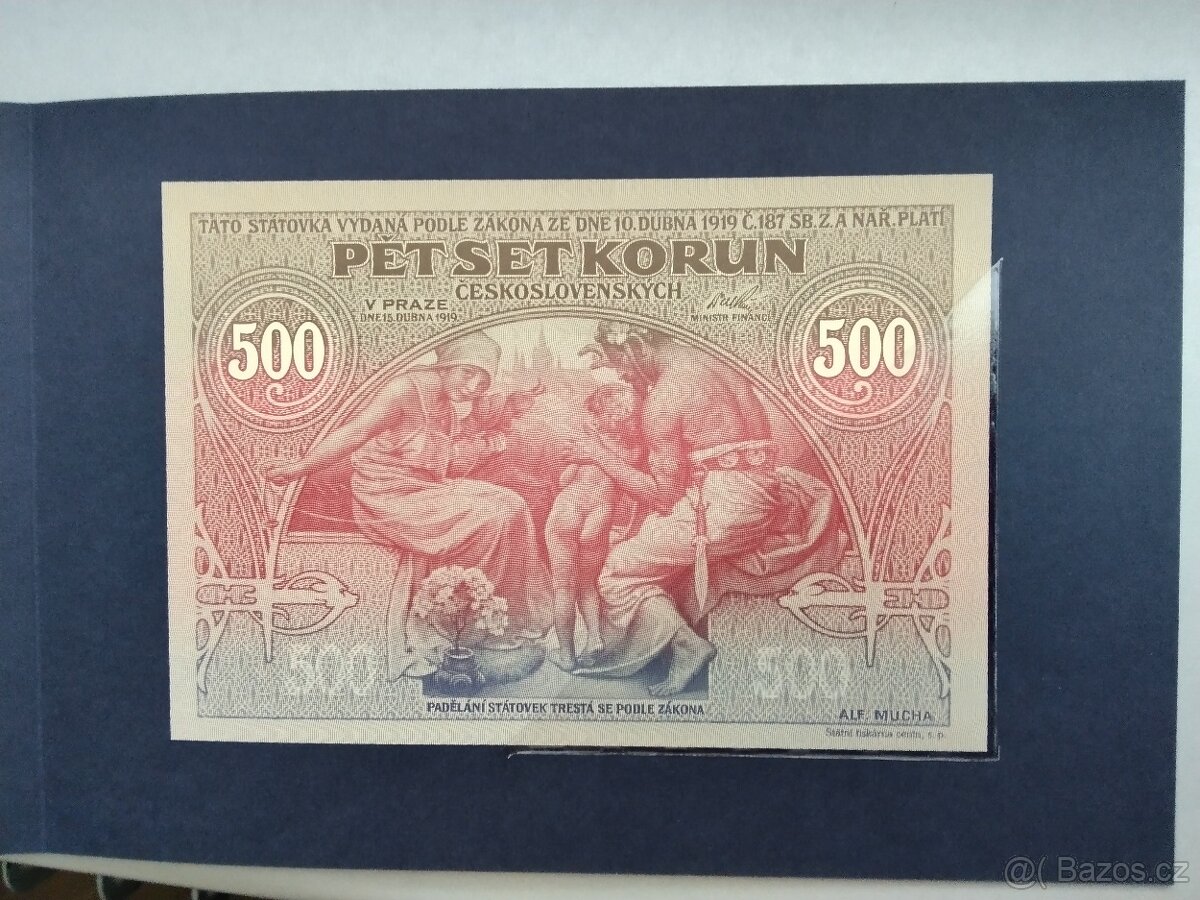 TATO STÁTOVKA VYDANÁ PODLE ZÁKONA ZE DNE 10. DUBNA 1919 Č.187 SB. Z. A NAŘ. PLATÍ
PĚT SET KORUN
ČESKOSLOVENSKÝCH
V PRAZE
DNE 15. DUBNA 1919.
MINISTR FINANCÍ
500
500
500
500
PADĚLÁNÍ STÁTOVEK TRESTÁ SE PODLE ZÁKONA
ALF. MUCHA
Státní tiskárna cenin, s. p.
@( Bazos.cz